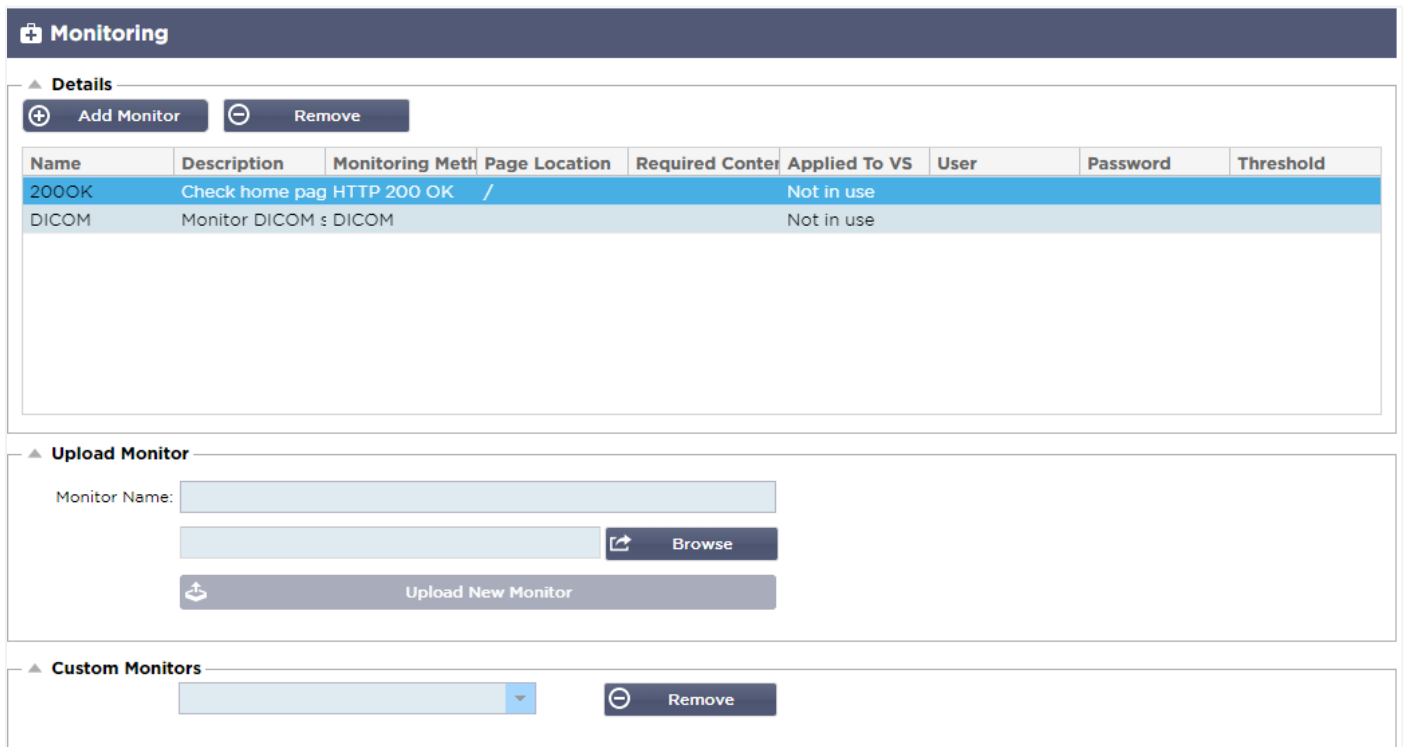 Monitoring
Details
Add Monitor Remove
Name Description Monitoring Meth Page Location Required Conter Applied To VS User Password Threshold
200OK Check home pag HTTP 200 OK / Not in use
DICOM Monitor DICOM s DICOM Not in use
Upload Monitor
Monitor Name:
Browse
Upload New Monitor
Custom Monitors
Remove